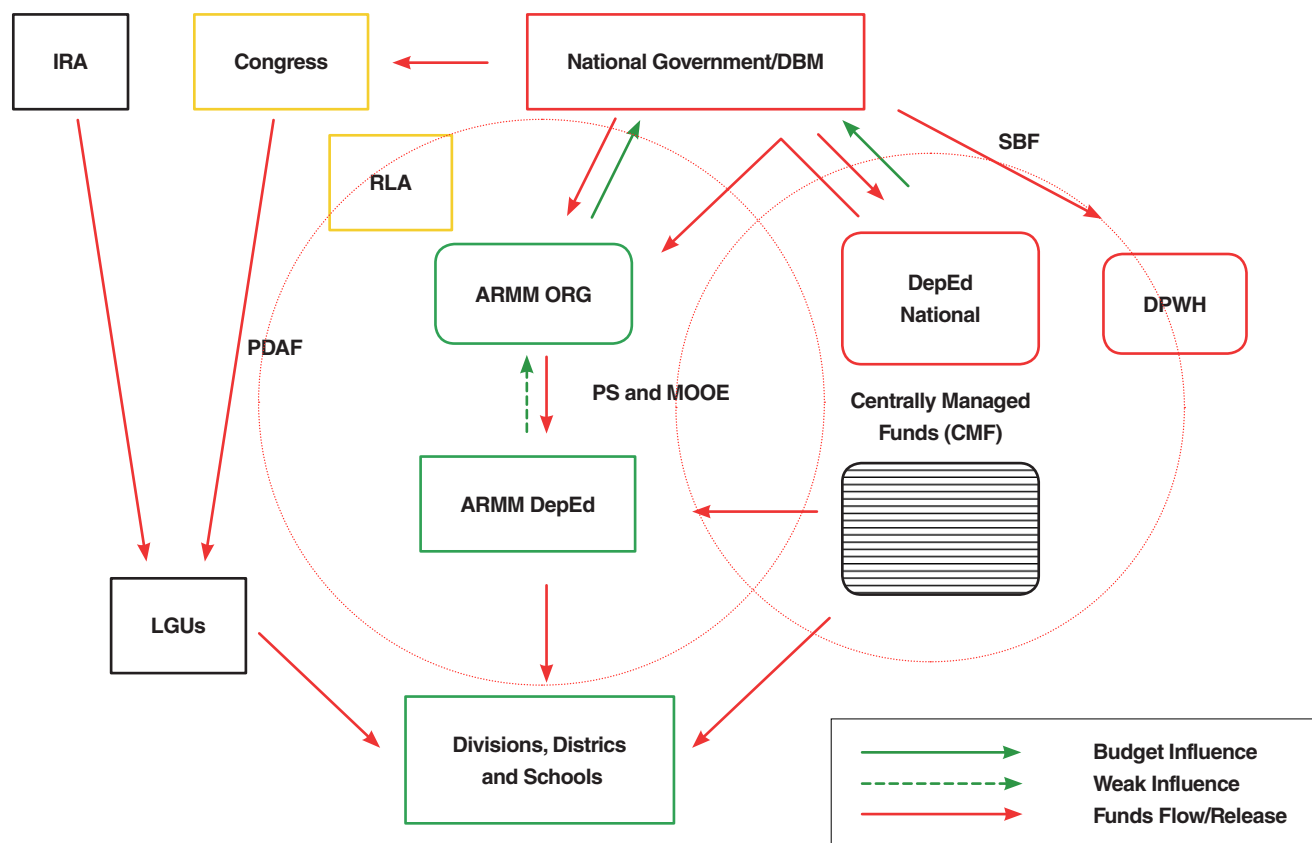 IRA
Congress
National Government/DBM
SBF
RLA
ARMM ORG
DepEd
National
DPWH
PDAF
PS and MOOE
Centrally Managed
Funds (CMF)
ARMM DepEd
LGUs
Divisions, Districs
and Schools
Budget Influence
Weak Influence
Funds Flow/Release